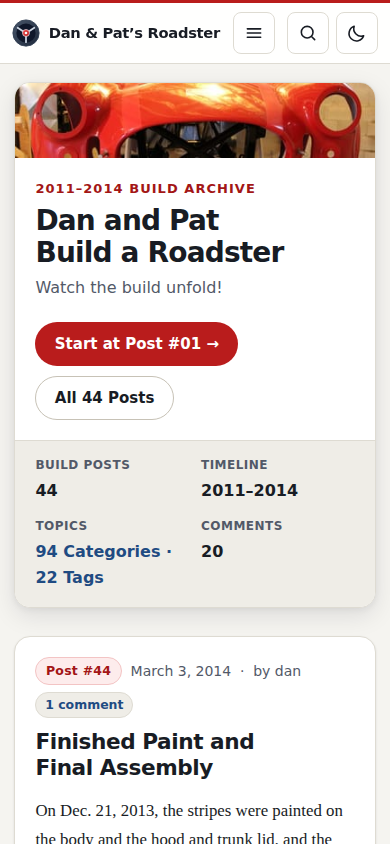 Dan & Pat’s Roadster
2011–2014 BUILD ARCHIVE
Dan and Pat
Build a Roadster
Watch the build unfold!
Start at Post #01 →
All 44 Posts
BUILD POSTS
44
TIMELINE
2011–2014
TOPICS
94 Categories ·
22 Tags
COMMENTS
20
Post #44 March 3, 2014 · by dan
1 comment
Finished Paint and
Final Assembly
On Dec. 21, 2013, the stripes were painted on
the body and the hood and trunk lid, and the